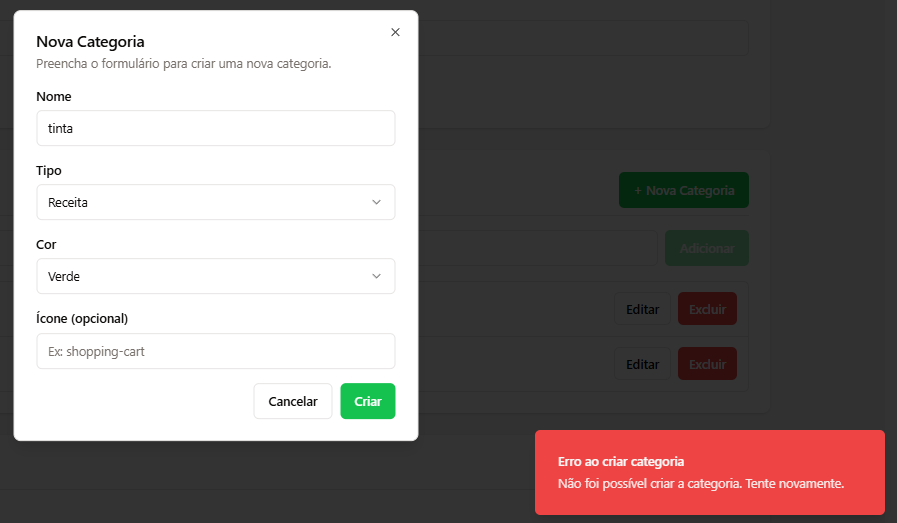 Nova Categoria
Preencha o formulário para criar uma nova categoria.
Nome
tinta
Tipo
Receita
Cor
Verde
Ícone (opcional)
Ex: shopping-cart
Cancelar
Criar
+ Nova Categoria
Adicionar
Editar Excluir
Editar Excluir
Erro ao criar categoria
Não foi possível criar a categoria. Tente novamente.